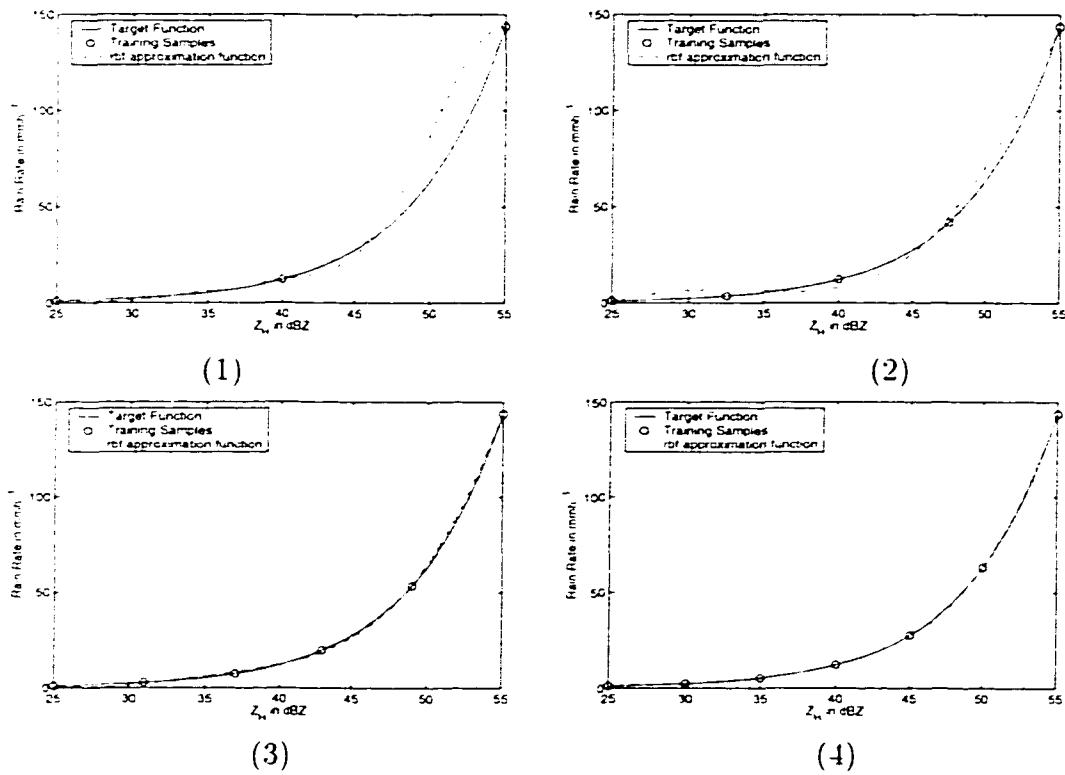 150
100
50
0
Rain Rate in mmh⁻¹
Target Function
Training Samples
rbf approximation function
25 30 35 40 45 50 55
Z_H in dBZ
(1)
150
100
50
0
Rain Rate in mmh⁻¹
Target Function
Training Samples
rbf approximation function
25 30 35 40 45 50 55
Z_H in dBZ
(2)
150
100
50
0
Rain Rate in mmh⁻¹
Target Function
Training Samples
rbf approximation function
25 30 35 40 45 50 55
Z_H in dBZ
(3)
150
100
50
0
Rain Rate in mmh⁻¹
Target Function
Training Samples
rbf approximation function
25 30 35 40 45 50 55
Z_H in dBZ
(4)